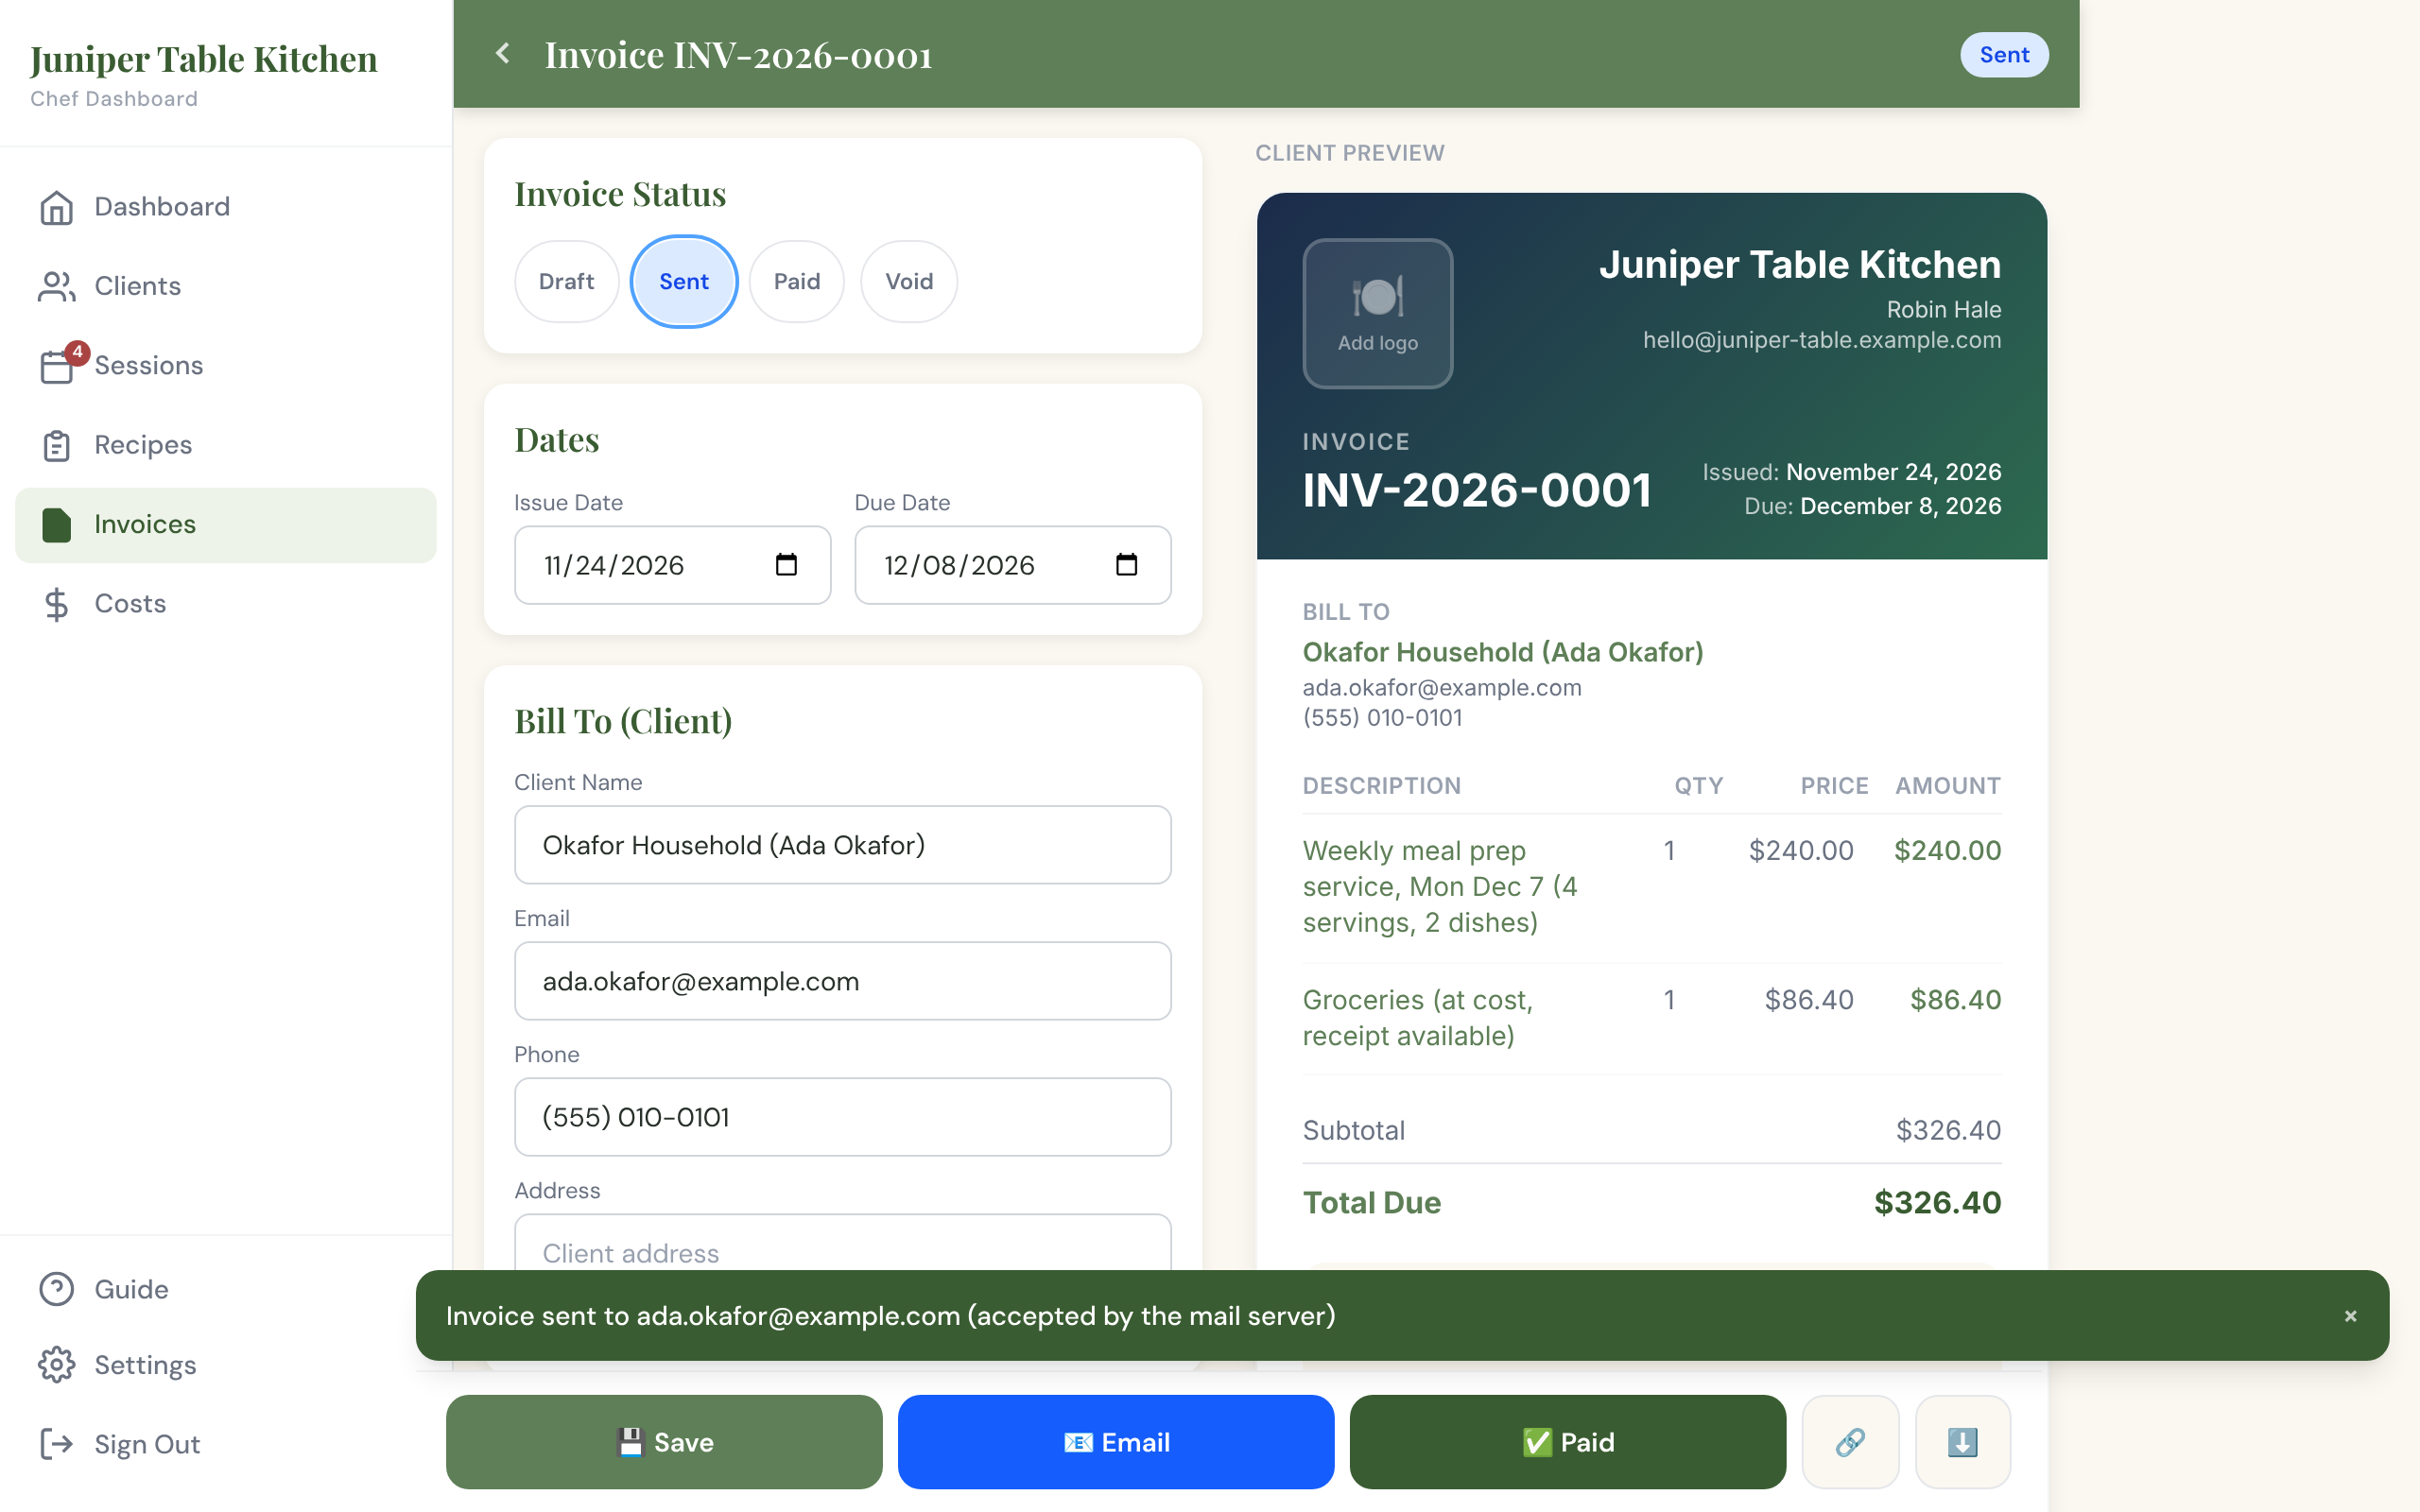 Juniper Table Kitchen
Chef Dashboard
Dashboard
Clients
4
Sessions
Recipes
Invoices
Costs
Guide
Settings
Sign Out
Invoice INV-2026-0001
Sent
Invoice Status
Draft
Sent
Paid
Void
Dates
Issue Date
Due Date
11/24/2026
12/08/2026
Bill To (Client)
Client Name
Okafor Household (Ada Okafor)
Email
ada.okafor@example.com
Phone
(555) 010-0101
Address
Client address
CLIENT PREVIEW
Add logo
Juniper Table Kitchen
Robin Hale
hello@juniper-table.example.com
INVOICE
INV-2026-0001
Issued: November 24, 2026
Due: December 8, 2026
BILL TO
Okafor Household (Ada Okafor)
ada.okafor@example.com
(555) 010-0101
DESCRIPTION QTY PRICE AMOUNT
Weekly meal prep 1 $240.00 $240.00
service, Mon Dec 7 (4
servings, 2 dishes)
Groceries (at cost, 1 $86.40 $86.40
receipt available)
Subtotal $326.40
Total Due $326.40
Invoice sent to ada.okafor@example.com (accepted by the mail server) ×
💾 Save
📧 Email
✅ Paid